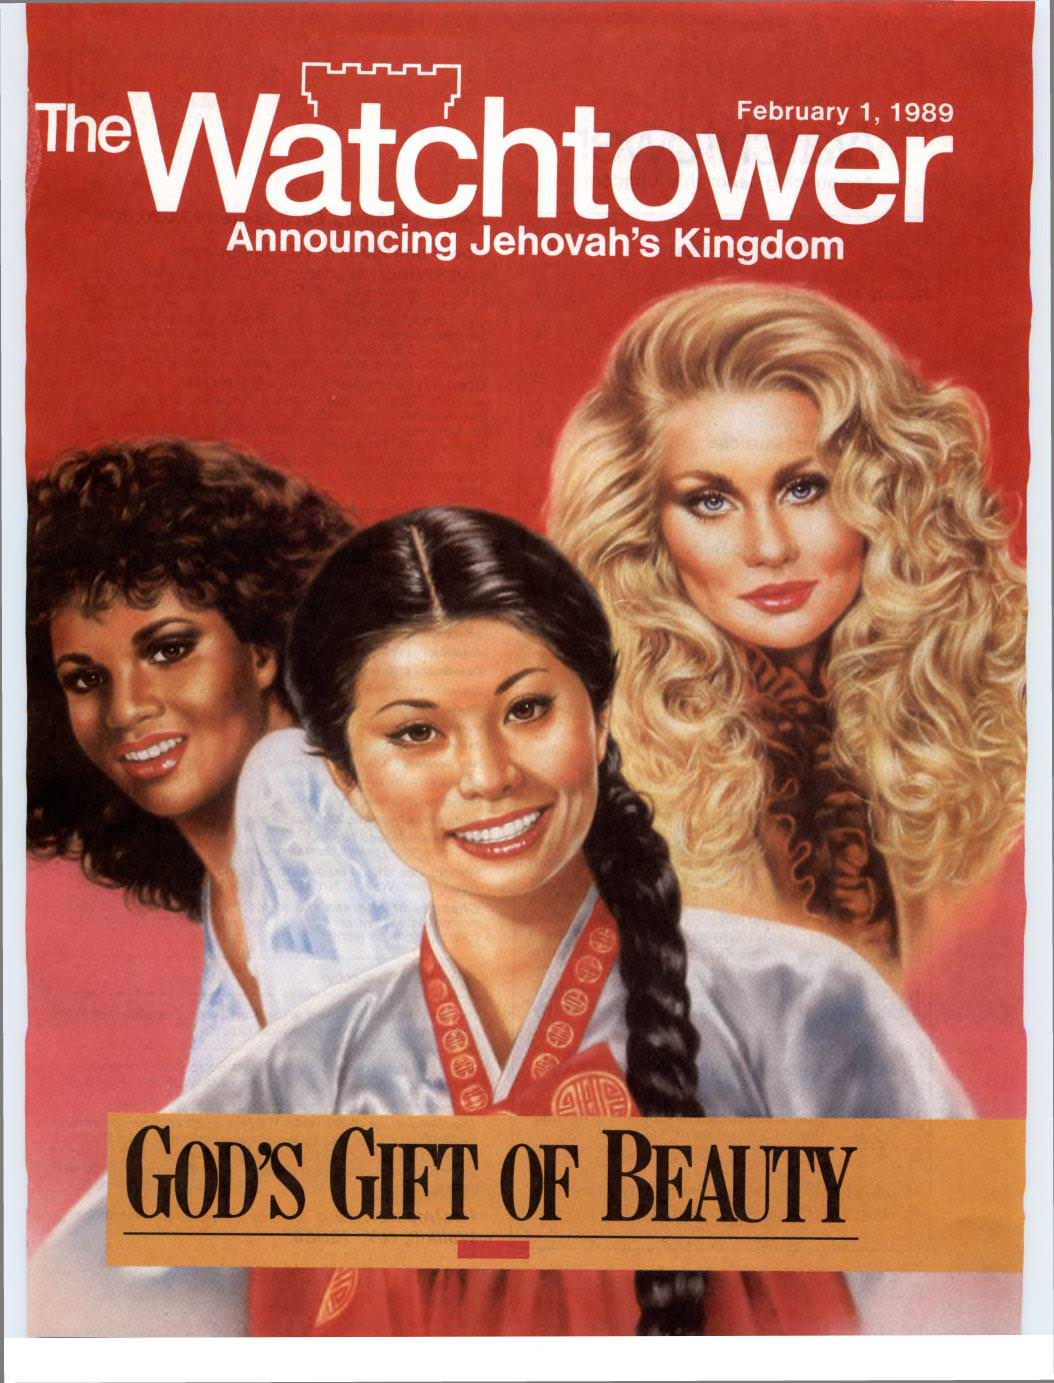 The Watchtower
February 1, 1989
Announcing Jehovah's Kingdom
GOD'S GIFT OF BEAUTY